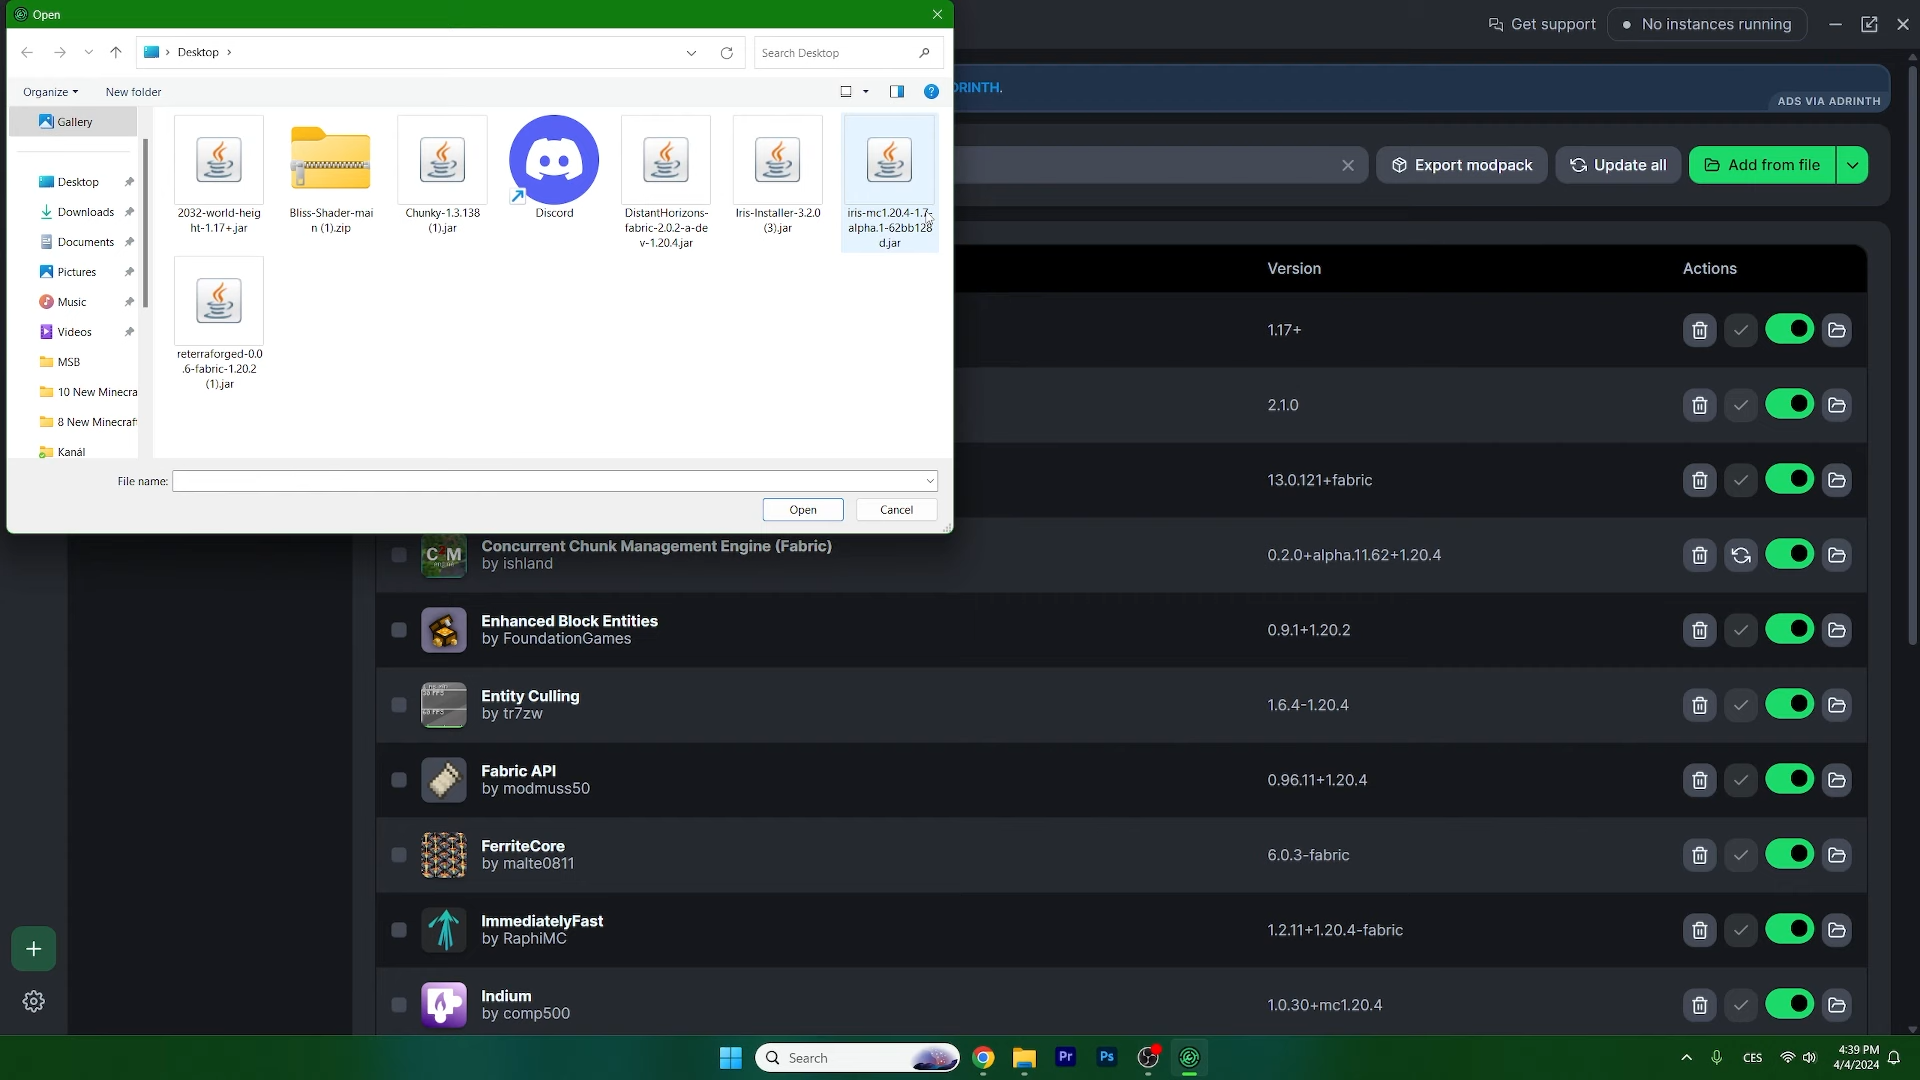 Open
Get support
No instances running
Desktop
Search Desktop
Organize
New folder
DRINTH.
ADS VIA ADRINTH
Gallery
Desktop
Downloads
Documents
Pictures
Music
Videos
MSB
10 New Minecra
8 New Minecraf
Kanál
2032-world-heig
ht-1.17+.jar
Bliss-Shader-mai
n (1).zip
Chunky-1.3.138
(1).jar
Discord
DistantHorizons-
fabric-2.0.2-a-de
v-1.20.4.jar
Iris-Installer-3.2.0
(3).jar
iris-mc1.20.4-1.7-
alpha.1-62bb128
d.jar
reterraforged-0.0
.6-fabric-1.20.2
(1).jar
File name:
Open
Cancel
Export modpack
Update all
Add from file
Version
Actions
1.17+
2.1.0
13.0.121+fabric
C2M
Concurrent Chunk Management Engine (Fabric)
by ishland
0.2.0+alpha.11.62+1.20.4
Enhanced Block Entities
by FoundationGames
0.9.1+1.20.2
Entity Culling
by tr7zw
1.6.4-1.20.4
Fabric API
by modmuss50
0.96.11+1.20.4
FerriteCore
by malte0811
6.0.3-fabric
ImmediatelyFast
by RaphiMC
1.2.11+1.20.4-fabric
Indium
by comp500
1.0.30+mc1.20.4
Search
Pr
Ps
CES
4:39 PM
4/4/2024